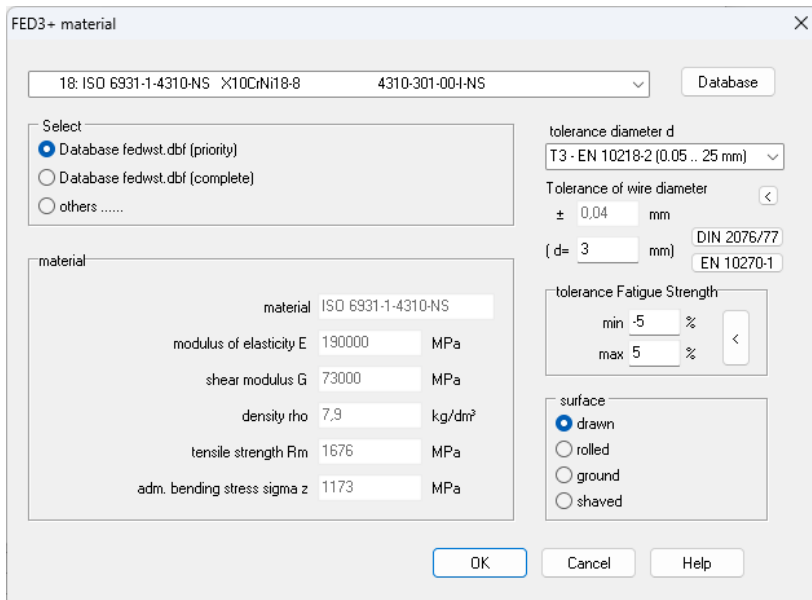 FED3+ material
18: ISO 6931-1-4310-NS X10CrNi18-8 4310-301-00-I-NS
Database
Select
Database fedwst.dbf (priority)
Database fedwst.dbf (complete)
others ......
tolerance diameter d
T3 - EN 10218-2 (0.05 .. 25 mm)
Tolerance of wire diameter
<
± 0,04 mm
( d= 3 mm)
DIN 2076/77
EN 10270-1
material
material ISO 6931-1-4310-NS
modulus of elasticity E 190000 MPa
shear modulus G 73000 MPa
density rho 7,9 kg/dm³
tensile strength Rm 1676 MPa
adm. bending stress sigma z 1173 MPa
tolerance Fatigue Strength
min -5 %
max 5 %
<
surface
drawn
rolled
ground
shaved
OK Cancel Help